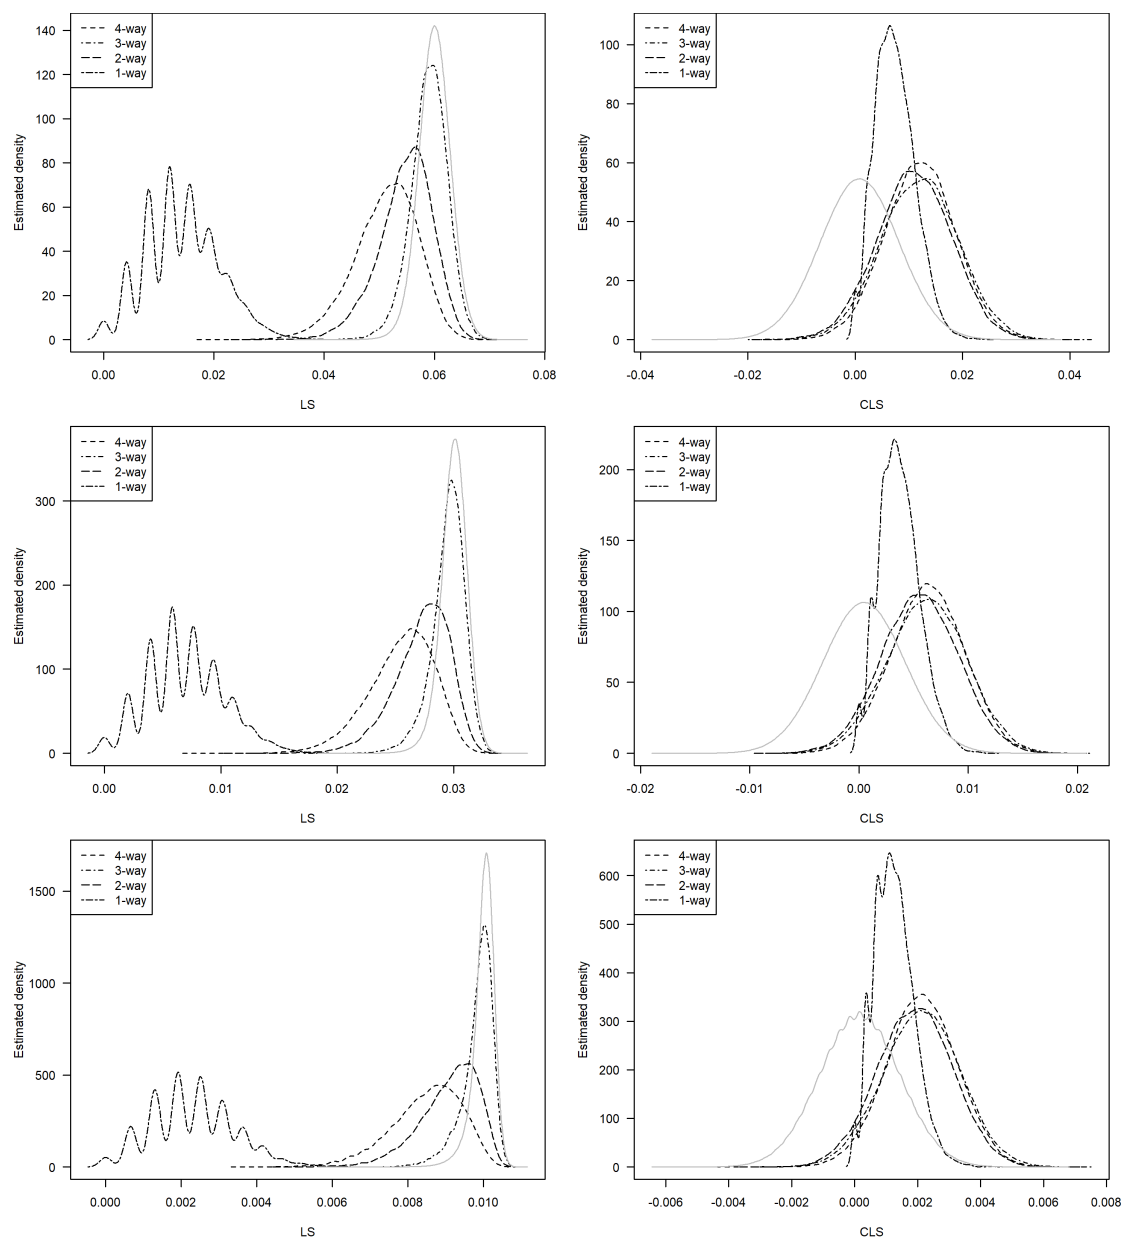 4-way
3-way
2-way
1-way
140
120
100
80
60
40
20
0
Estimated density
0.00 0.02 0.04 0.06 0.08
LS
4-way
3-way
2-way
1-way
100
80
60
40
20
0
Estimated density
-0.04 -0.02 0.00 0.02 0.04
CLS
4-way
3-way
2-way
1-way
300
200
100
0
Estimated density
0.00 0.01 0.02 0.03
LS
4-way
3-way
2-way
1-way
200
150
100
50
0
Estimated density
-0.02 -0.01 0.00 0.01 0.02
CLS
4-way
3-way
2-way
1-way
1500
1000
500
0
Estimated density
0.000 0.002 0.004 0.006 0.008 0.010
LS
4-way
3-way
2-way
1-way
600
500
400
300
200
100
0
Estimated density
-0.006 -0.004 -0.002 0.000 0.002 0.004 0.006 0.008
CLS